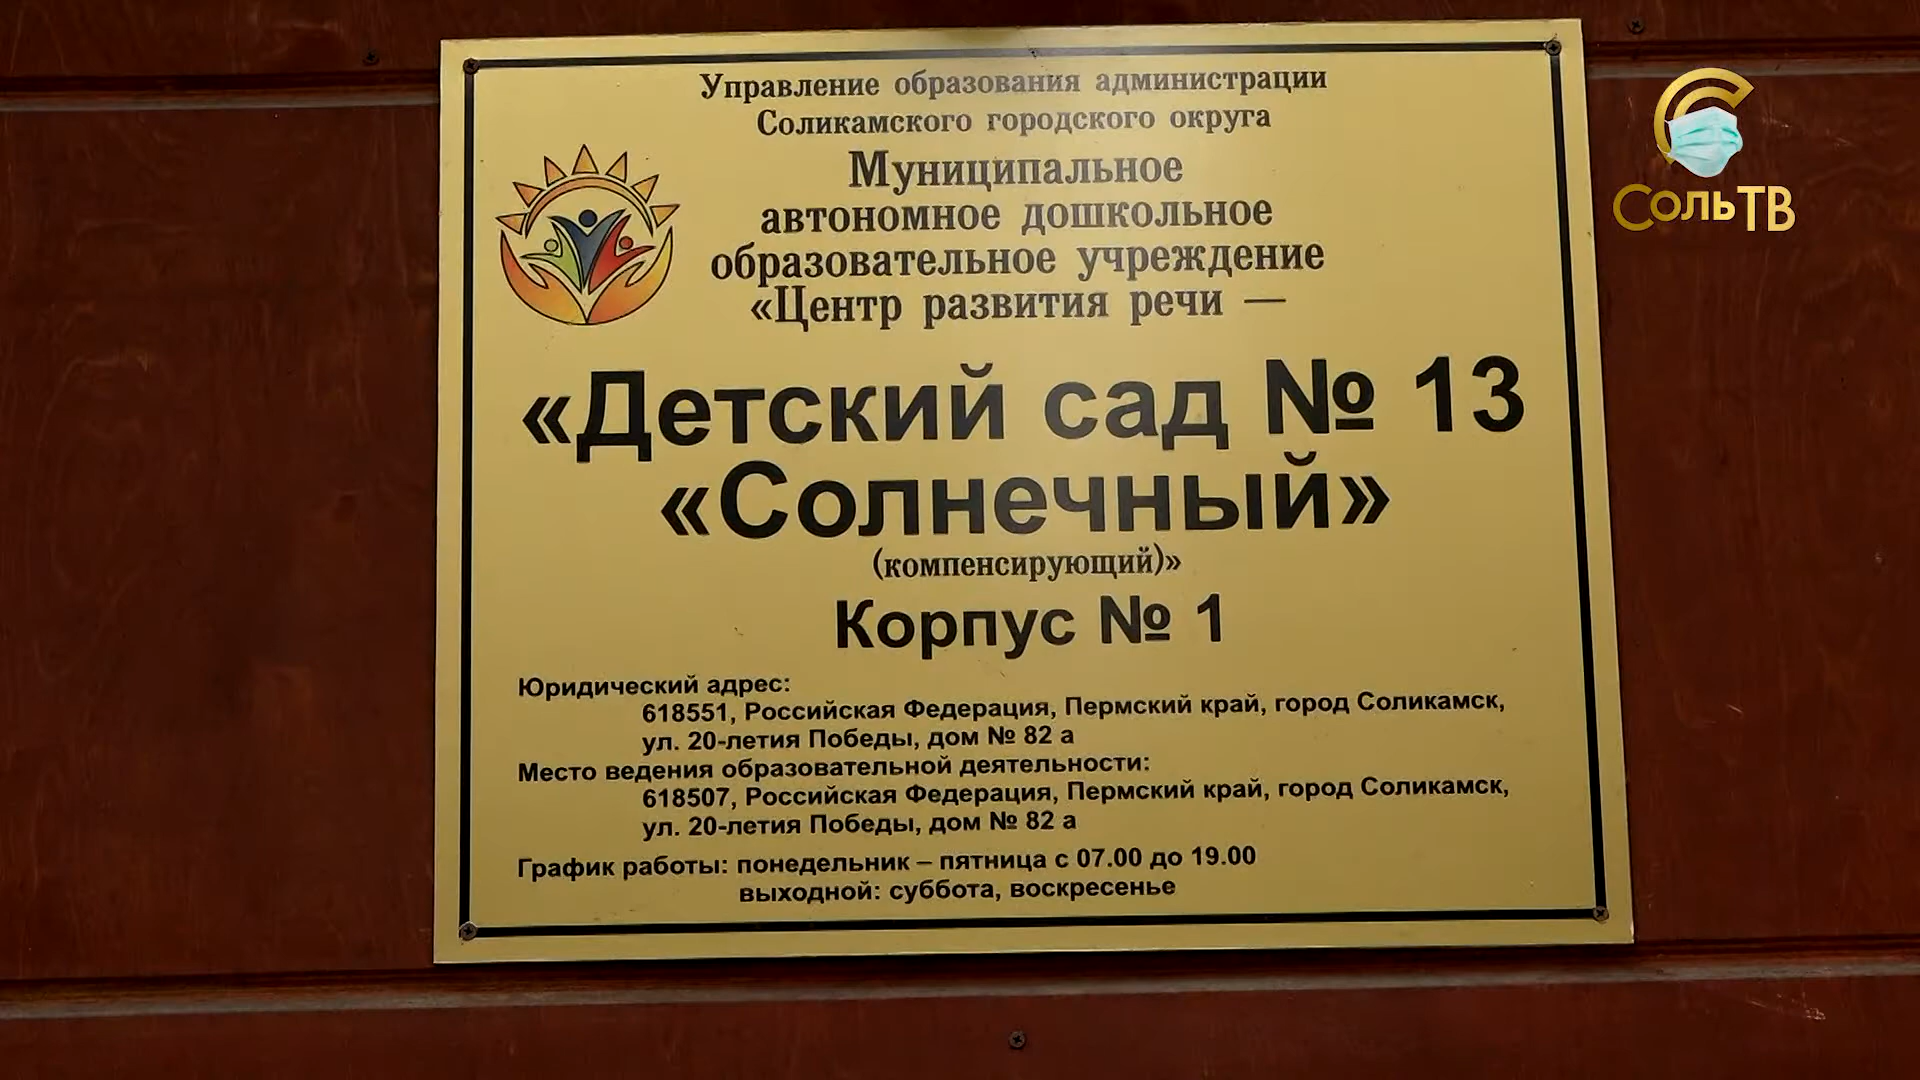 Управление образования администрации
Соликамского городского округа
Муниципальное
автономное дошкольное
образовательное учреждение
«Центр развития речи —
«Детский сад № 13
«Солнечный»
(компенсирующий)»
Корпус № 1
Юридический адрес:
618551, Российская Федерация, Пермский край, город Соликамск,
ул. 20-летия Победы, дом № 82 а
Место ведения образовательной деятельности:
618507, Российская Федерация, Пермский край, город Соликамск,
ул. 20-летия Победы, дом № 82 а
График работы: понедельник – пятница с 07.00 до 19.00
выходной: суббота, воскресенье
СольТВ